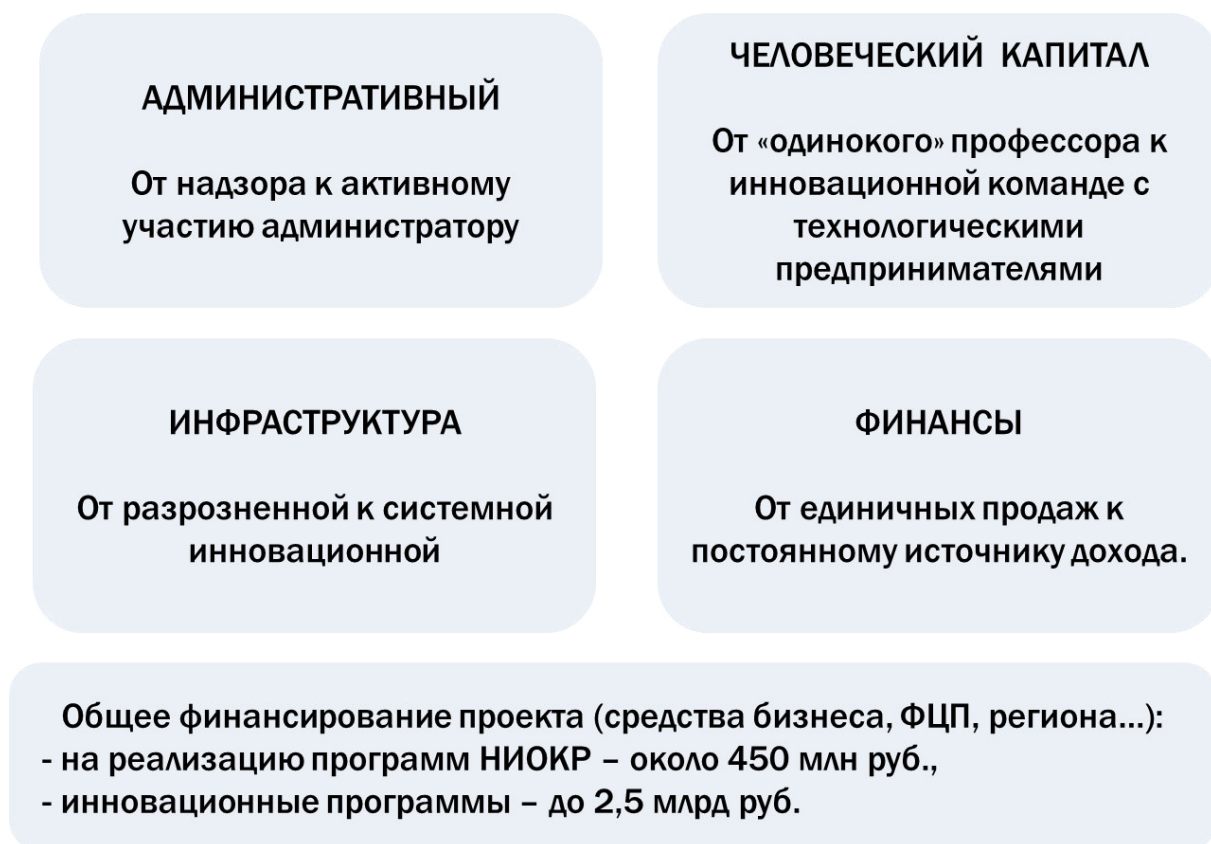 АДМИНИСТРАТИВНЫЙ
От надзора к активному
участию администратору
ЧЕЛОВЕЧЕСКИЙ КАПИТАЛ
От «одинокого» профессора к
инновационной команде с
технологическими
предпринимателями
ИНФРАСТРУКТУРА
От разрозненной к системной
инновационной
ФИНАНСЫ
От единичных продаж к
постоянному источнику дохода.
Общее финансирование проекта (средства бизнеса, ФЦП, региона...):
- на реализацию программ НИОКР – около 450 млн руб.,
- инновационные программы – до 2,5 млрд руб.